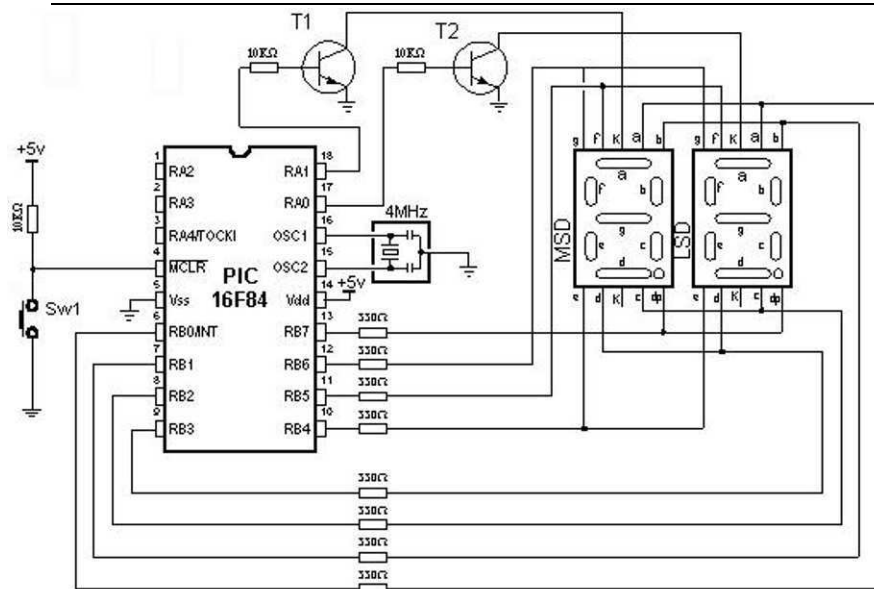 T1
T2
10KΩ
10KΩ
+5v
10KΩ
Sw1
1 RA2
2 RA3
3 RA4/TOCKI
4 MCLR
5 Vss
6 RB0/INT
7 RB1
8 RB2
9 RB3
PIC
16F84
18 RA1
17 RA0
16 OSC1
15 OSC2
14 Vdd
13 RB7
12 RB6
11 RB5
10 RB4
4MHz
+5v
330Ω
330Ω
330Ω
330Ω
330Ω
330Ω
330Ω
330Ω
g f K a b
g f K a b
MSD
a
f b
g
e c
d
LSD
a
f b
g
e c
d
e d K c dp
e d K c dp